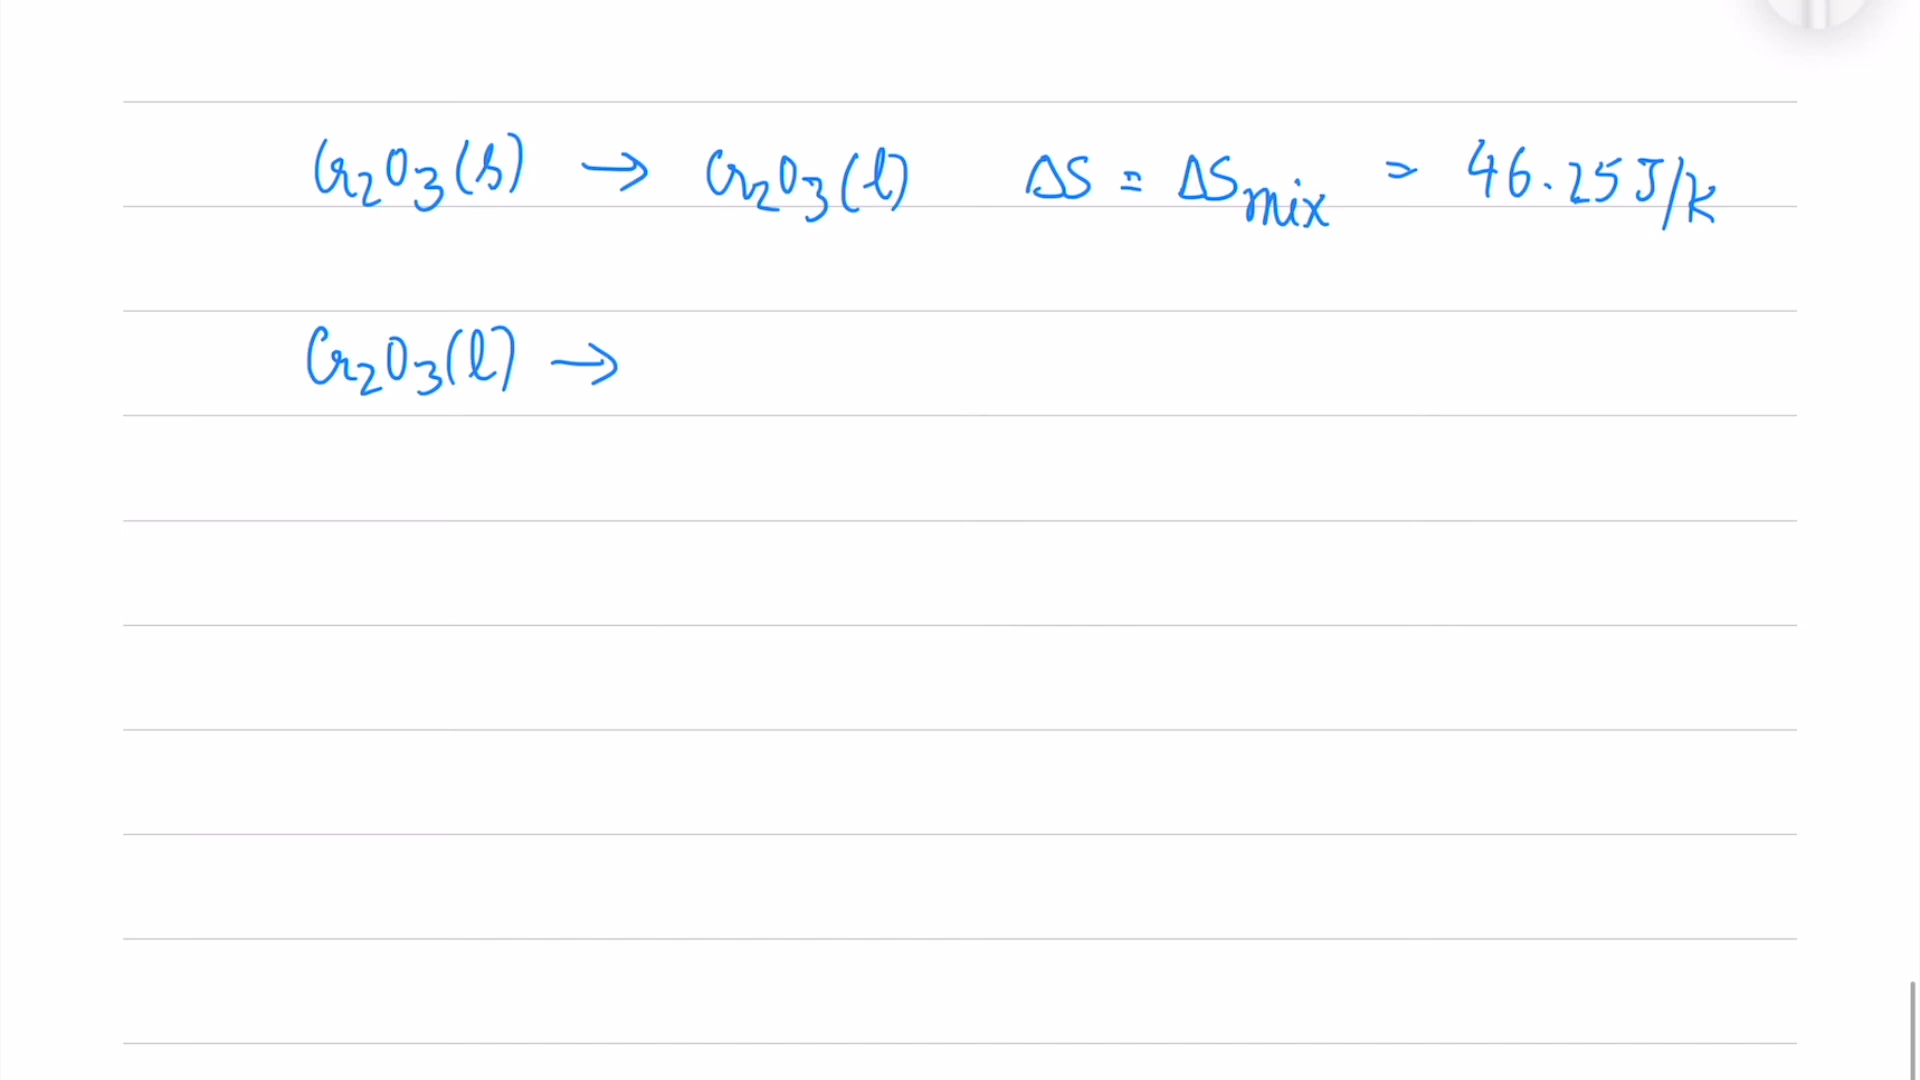 Cr₂O₃(s) → Cr₂O₃(l) ΔS = ΔSmix = 46.25 J/K
Cr₂O₃(l) →